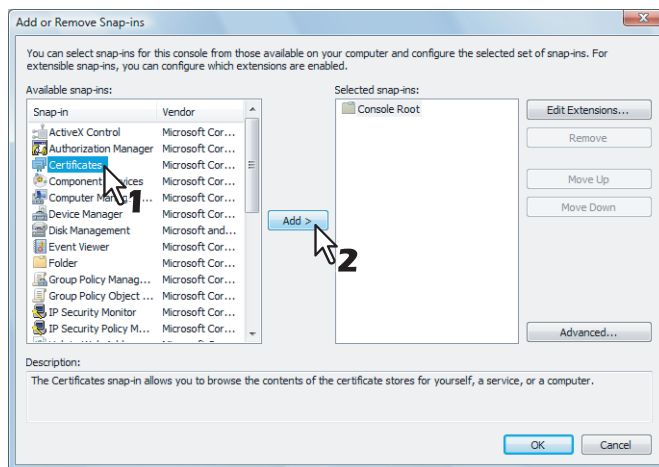 Add or Remove Snap-ins
You can select snap-ins for this console from those available on your computer and configure the selected set of snap-ins. For
extensible snap-ins, you can configure which extensions are enabled.
Available snap-ins:
Selected snap-ins:
Snap-in Vendor
Console Root
ActiveX Control Microsoft Cor...
Authorization Manager Microsoft Cor...
Certificates Microsoft Cor...
Component Microsoft Cor...
Computer Microsoft Cor...
Device Manager Microsoft Cor...
Disk Management Microsoft and...
Event Viewer Microsoft Cor...
Folder Microsoft Cor...
Group Policy Manag... Microsoft Cor...
Group Policy Object ... Microsoft Cor...
IP Security Monitor Microsoft Cor...
IP Security Policy M... Microsoft Cor...
1
Add >
2
Edit Extensions...
Remove
Move Up
Move Down
Advanced...
Description:
The Certificates snap-in allows you to browse the contents of the certificate stores for yourself, a service, or a computer.
OK Cancel